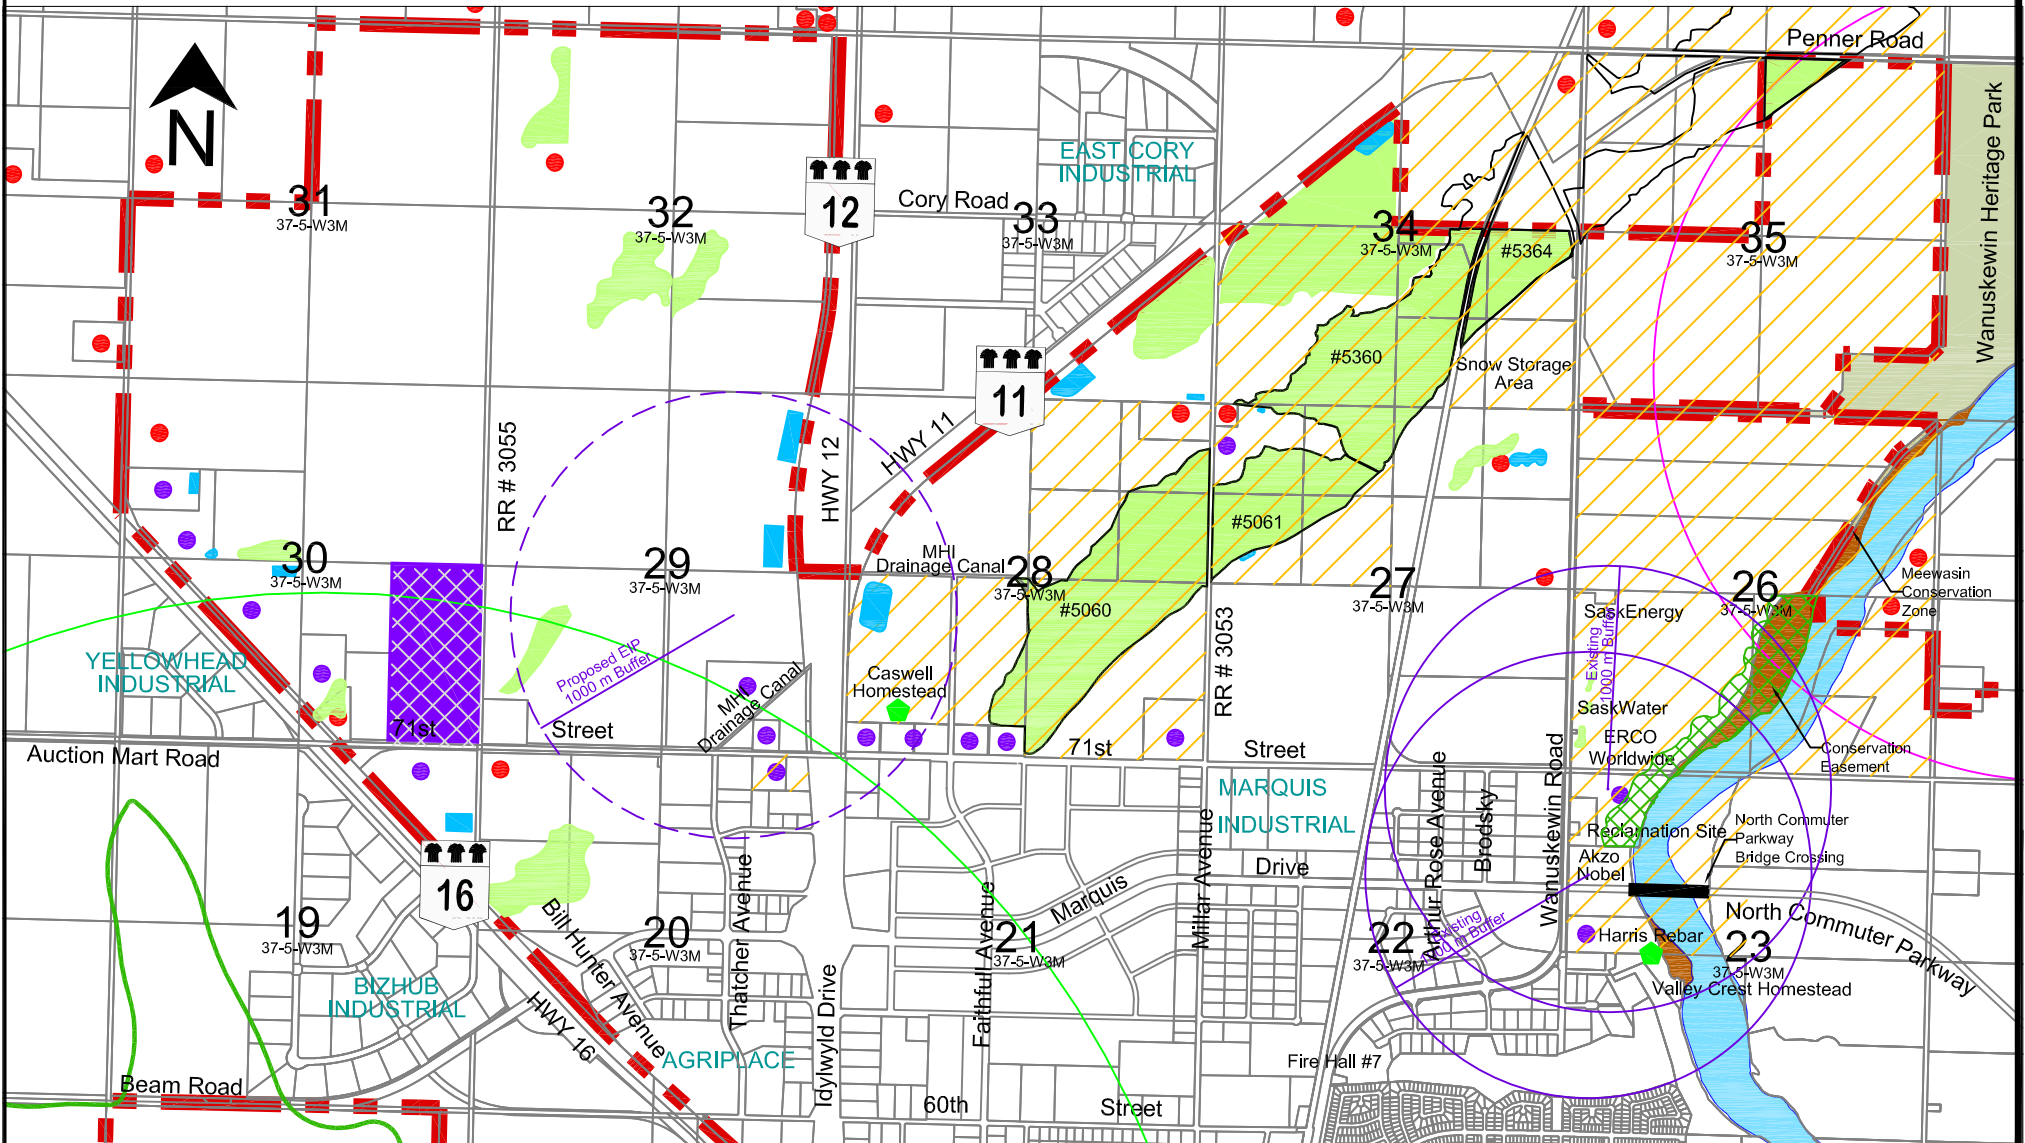 Penner Road
Wanuskewin Heritage Park
N
EAST CORY
INDUSTRIAL
12
Cory Road
31
37-5-W3M
32
37-5-W3M
33
37-5-W3M
34
37-5-W3M
#5364
35
37-5-W3M
#5360
Snow Storage
Area
11
HWY 11
HWY 12
RR # 3055
#5061
MHI
Drainage Canal
30
37-5-W3M
29
37-5-W3M
28
37-5-W3M
#5060
27
37-5-W3M
26
37-5-W3M
Meewasin
Conservation
Zone
SaskEnergy
Existing
1000 m Buffer
RR # 3053
Proposed EIP
1000 m Buffer
YELLOWHEAD
INDUSTRIAL
Caswell
Homestead
MHI
Drainage Canal
SaskWater
ERCO
Worldwide
Conservation
Easement
71st
Street
71st
Street
Auction Mart Road
MARQUIS
INDUSTRIAL
Arthur Rose Avenue
Brodsky
Wanuskewin Road
Reclamation Site
North Commuter
Parkway
Bridge Crossing
Akzo
Nobel
Drive
Marquis
Millar Avenue
16
19
37-5-W3M
20
37-5-W3M
21
37-5-W3M
22
37-5-W3M
Existing
1000 m Buffer
Harris Rebar
23
37-5-W3M
North Commuter Parkway
Valley Crest Homestead
Bill Hunter Avenue
Thatcher Avenue
Idylwyld Drive
Faithfull Avenue
BIZHUB
INDUSTRIAL
HWY 16
AGRIPLACE
Fire Hall #7
Beam Road
60th
Street